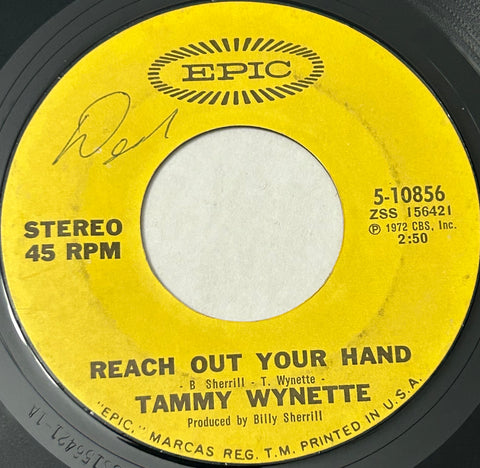 EPIC
STEREO
45 RPM
5-10856
ZSS 156421
Ⓟ 1972 CBS, Inc.
2:50
REACH OUT YOUR HAND
- B Sherrill - T. Wynette -
TAMMY WYNETTE
Produced by Billy Sherrill
"EPIC," MARCAS REG. T.M. PRINTED IN U.S.A.